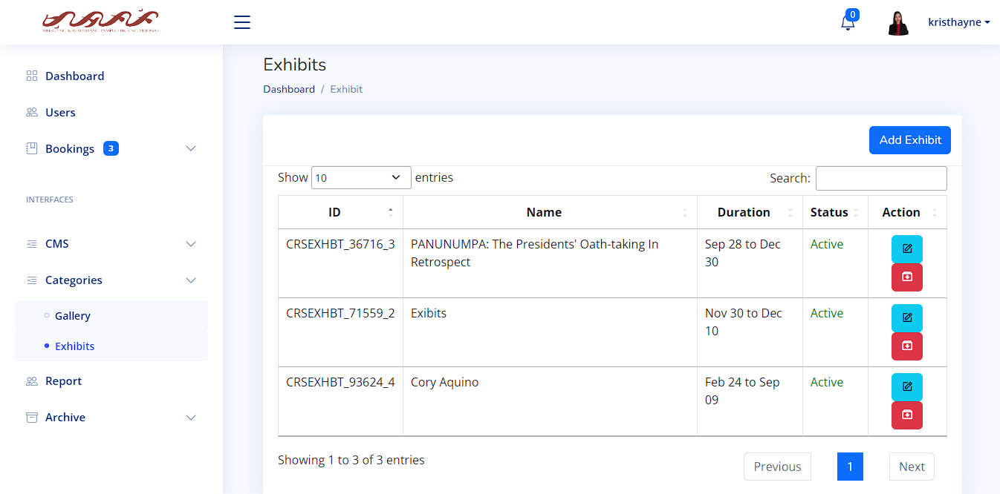 0
kristhayne
Dashboard
Users
Bookings 3
INTERFACES
CMS
Categories
Gallery
Exhibits
Report
Archive
Exhibits
Dashboard / Exhibit
Add Exhibit
Show 10 entries
Search:
ID Name Duration Status Action
CRSEXHBT_36716_3 PANUNUMPA: The Presidents' Oath-taking In Sep 28 to Dec Active
Retrospect 30
CRSEXHBT_71559_2 Exibits Nov 30 to Dec Active
10
CRSEXHBT_93624_4 Cory Aquino Feb 24 to Sep Active
09
Showing 1 to 3 of 3 entries
Previous 1 Next